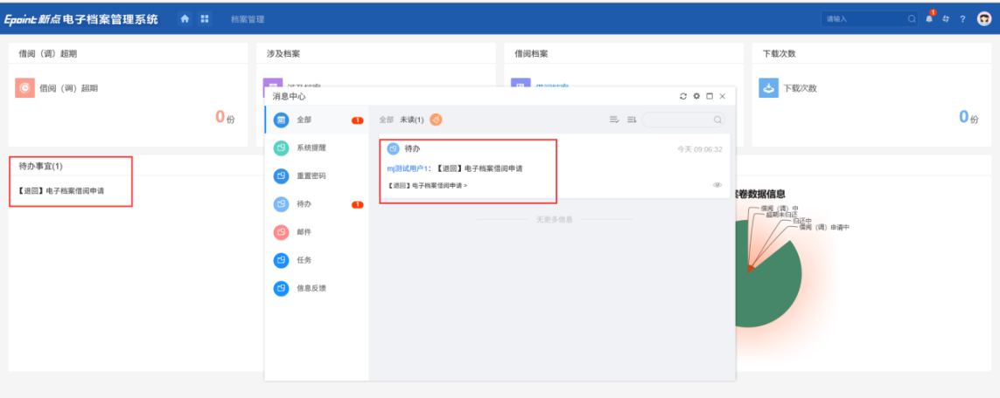 Epoint 新点 电子档案管理系统
档案管理
请输入
1
?
借阅（调）超期
涉及档案
借阅档案
下载次数
借阅（调）超期
下载次数
0 份
0 份
消息中心
全部 1
系统提醒
重置密码
待办 1
邮件
任务
信息反馈
全部 未读(1)
待办
今天 09:06:32
mj测试用户1：【退回】电子档案借阅申请
【退回】电子档案借阅申请 >
无更多信息
待办事宜(1)
【退回】电子档案借阅申请
卷数据信息
借阅（调）中
超期未归还
归还中
借阅（调）申请中